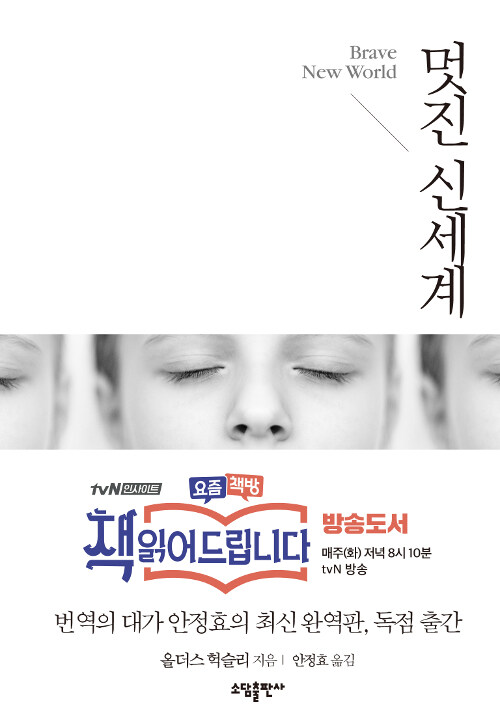 Brave
New World
멋진 신세계
tvN 인사이트
요즘 책방
책 읽어드립니다
방송도서
매주(화) 저녁 8시 10분
tvN 방송
번역의 대가 안정효의 최신 완역판, 독점 출간
올더스 헉슬리 지음 | 안정효 옮김
소담출판사